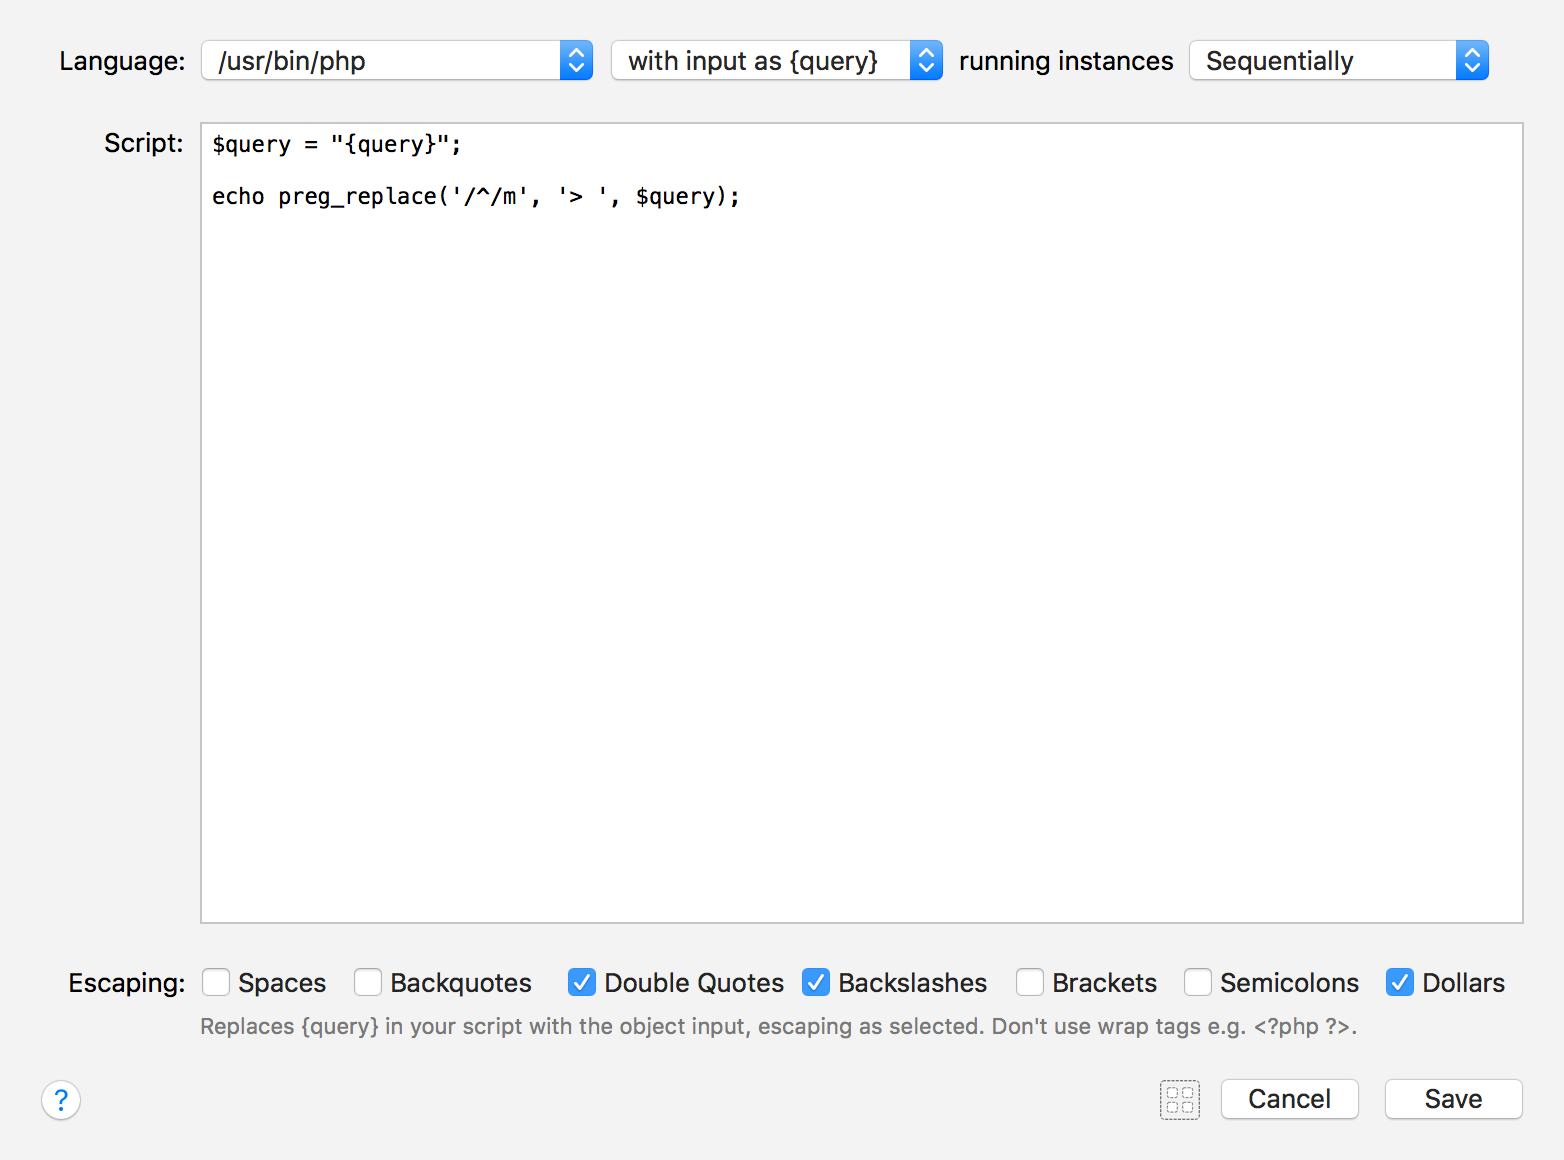 Language: /usr/bin/php with input as {query} running instances Sequentially
Script: $query = "{query}";
echo preg_replace('/^/m', '> ', $query);
Escaping: Spaces Backquotes Double Quotes Backslashes Brackets Semicolons Dollars
Replaces {query} in your script with the object input, escaping as selected. Don't use wrap tags e.g. <?php ?>.
? Cancel Save